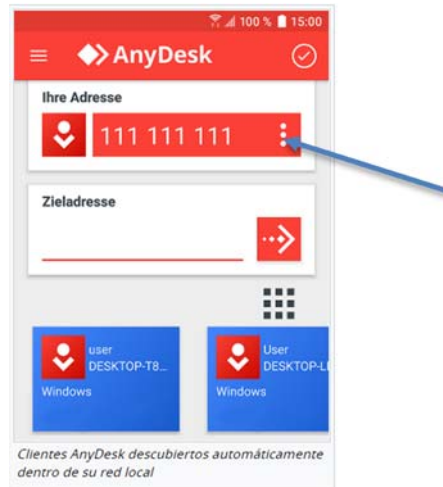 100 % 15:00
AnyDesk
Ihre Adresse
111 111 111
Zieladresse
user
DESKTOP-T8...
Windows
User
DESKTOP-LI
Windows
Clientes AnyDesk descubiertos automáticamente
dentro de su red local